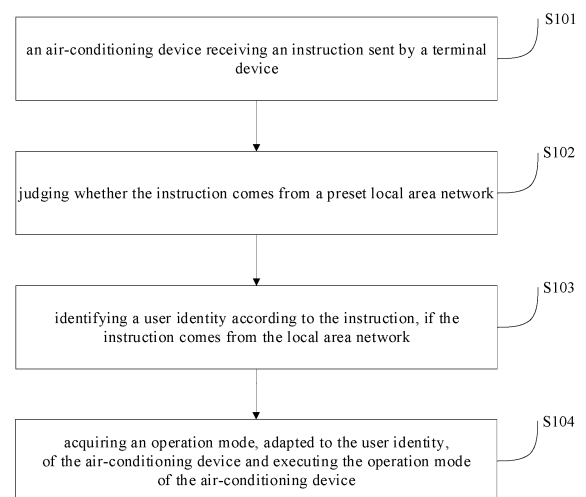 S101
an air-conditioning device receiving an instruction sent by a terminal
device
S102
judging whether the instruction comes from a preset local area network
S103
identifying a user identity according to the instruction, if the
instruction comes from the local area network
S104
acquiring an operation mode, adapted to the user identity,
of the air-conditioning device and executing the operation mode
of the air-conditioning device